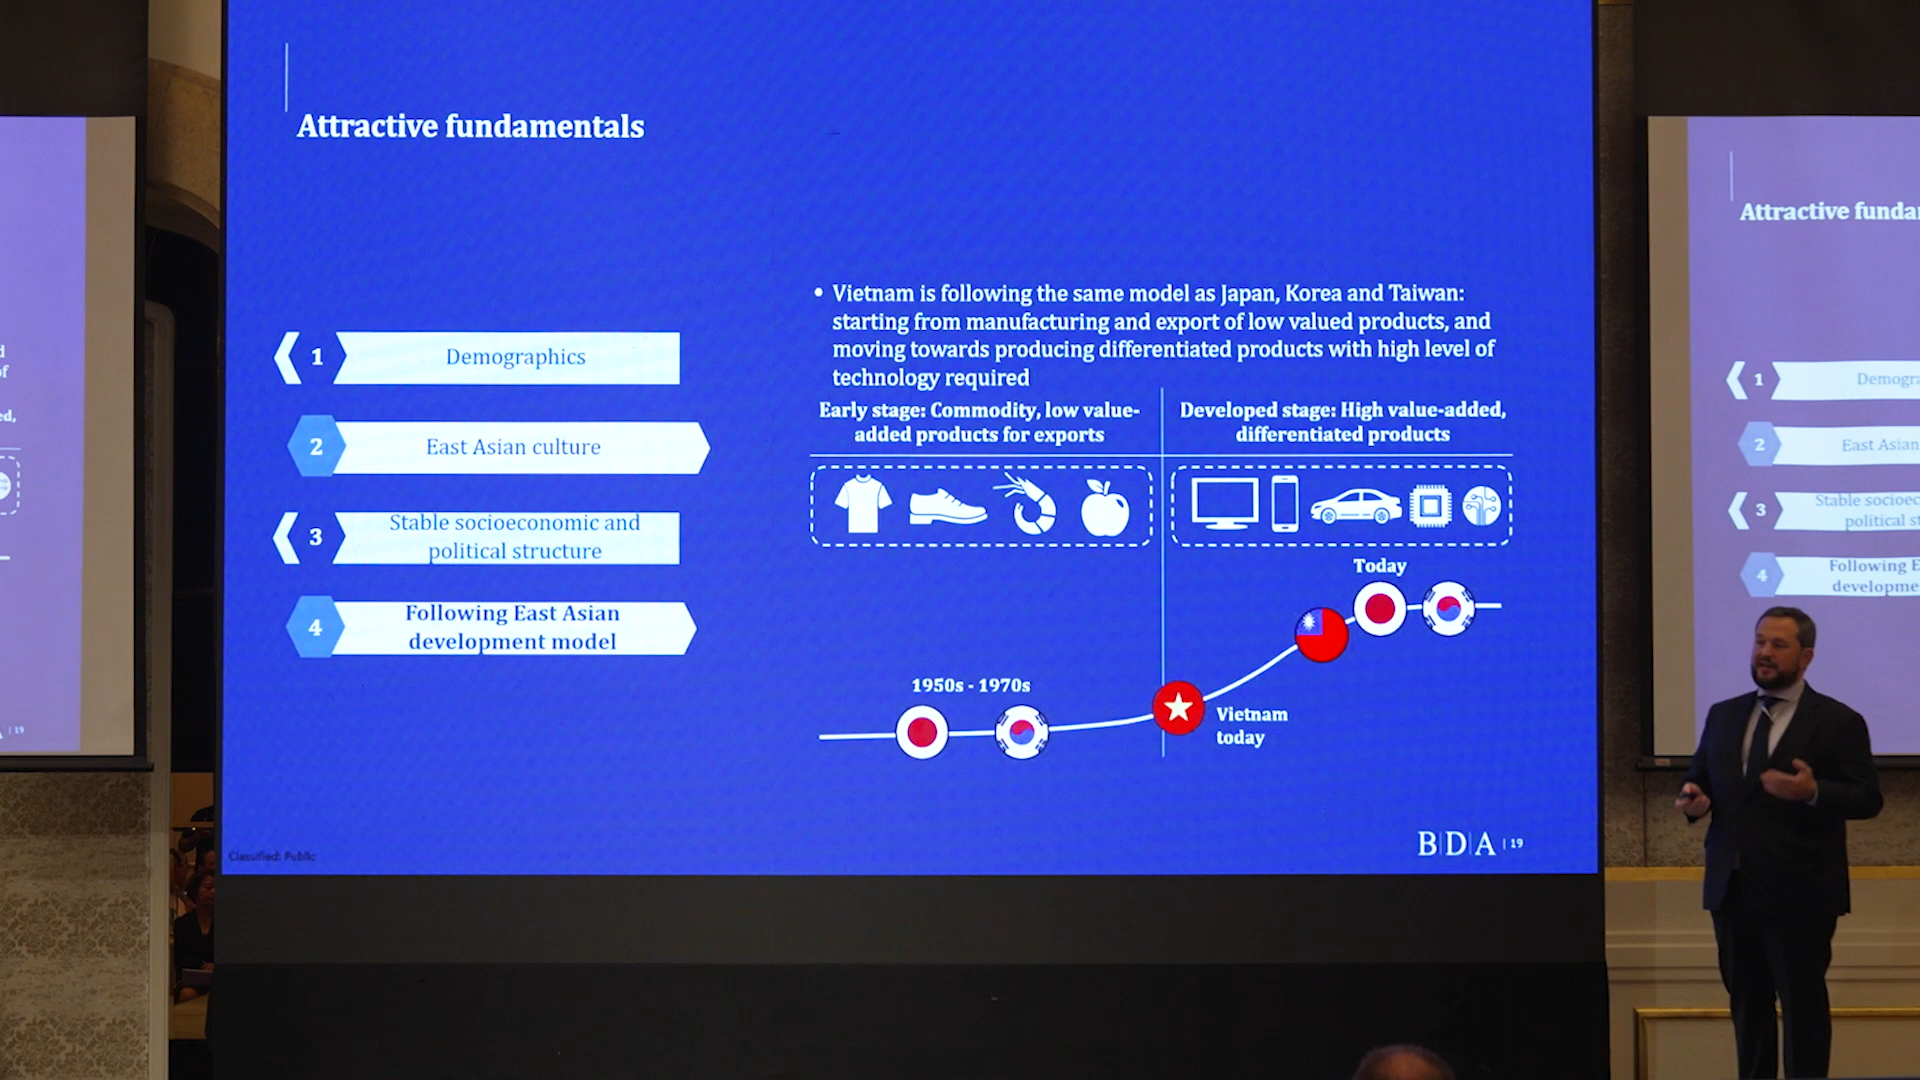 Attractive fundamentals
1
Demographics
2
East Asian culture
3
Stable socioeconomic and
political structure
4
Following East Asian
development model
• Vietnam is following the same model as Japan, Korea and Taiwan:
starting from manufacturing and export of low valued products, and
moving towards producing differentiated products with high level of
technology required
Early stage: Commodity, low value-
added products for exports
Developed stage: High value-added,
differentiated products
Today
1950s - 1970s
Vietnam
today
Classified: Public
B|D|A | 19
of
ed,
| 19
Attractive funda
1
Demogra
2
East Asian
3
Stable socioec
political st
4
Following E
developme